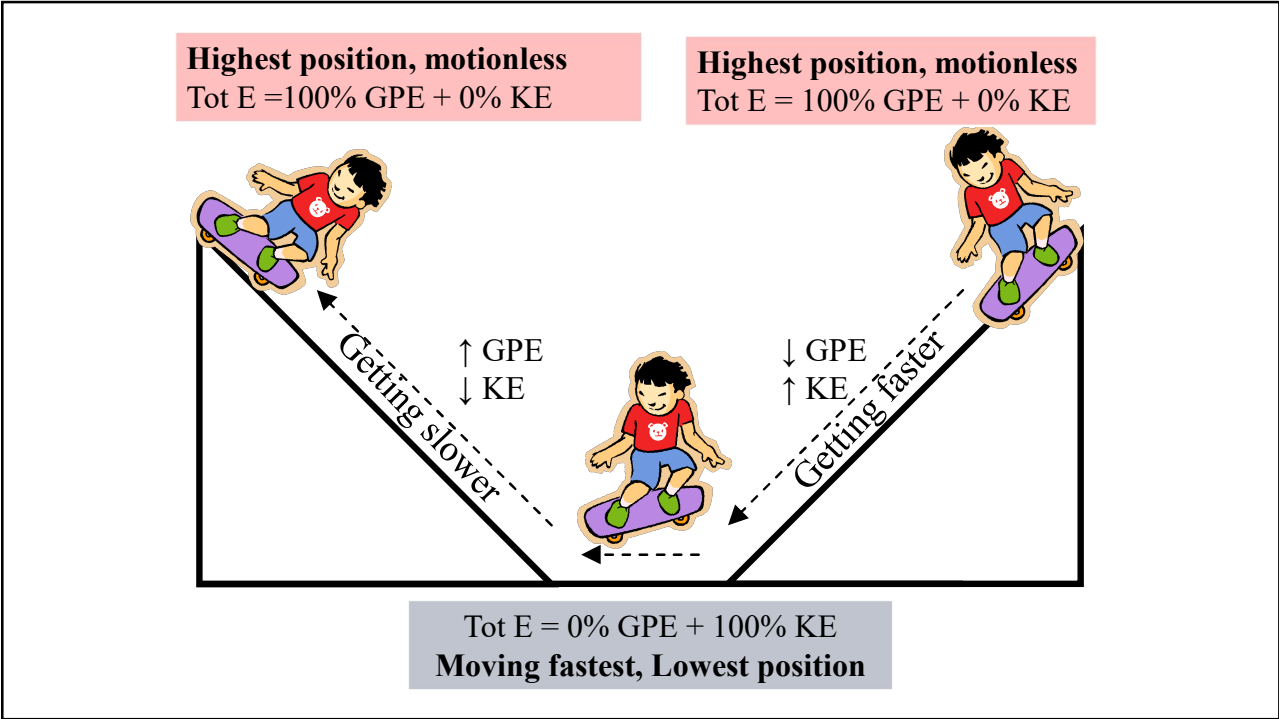 Highest position, motionless
Tot E =100% GPE + 0% KE
Highest position, motionless
Tot E = 100% GPE + 0% KE
↑ GPE
↓ KE
Getting slower
↓ GPE
↑ KE
Getting faster
Tot E = 0% GPE + 100% KE
Moving fastest, Lowest position